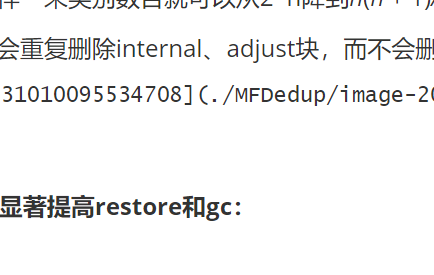 来类别数目就可以从2^n降到n(n + 1)
会重复删除internal、adjust块，而不会删
31010095534708](./MFDedup/image-20
显著提高restore和gc：